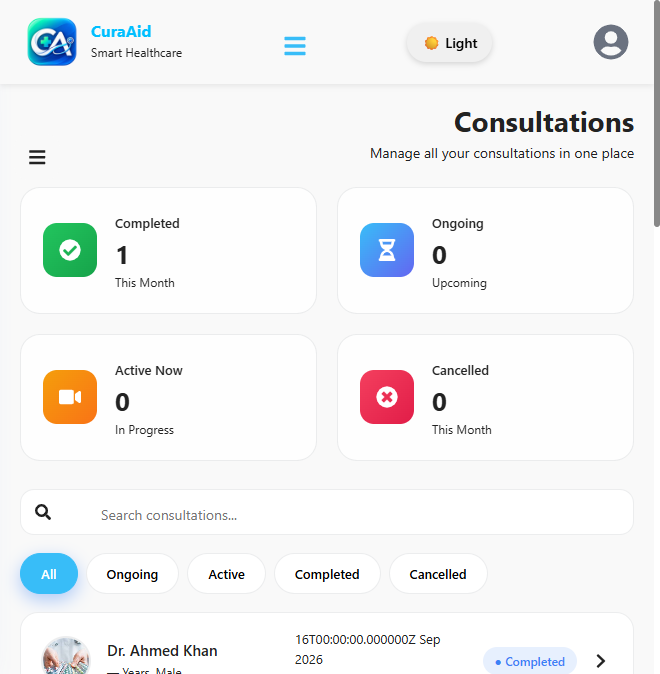 CuraAid
Smart Healthcare
Light
Consultations
Manage all your consultations in one place
Completed
1
This Month
Ongoing
0
Upcoming
Active Now
0
In Progress
Cancelled
0
This Month
Search consultations...
All
Ongoing
Active
Completed
Cancelled
Dr. Ahmed Khan
— Years, Male
16T00:00:00.000000Z Sep
2026
• Completed